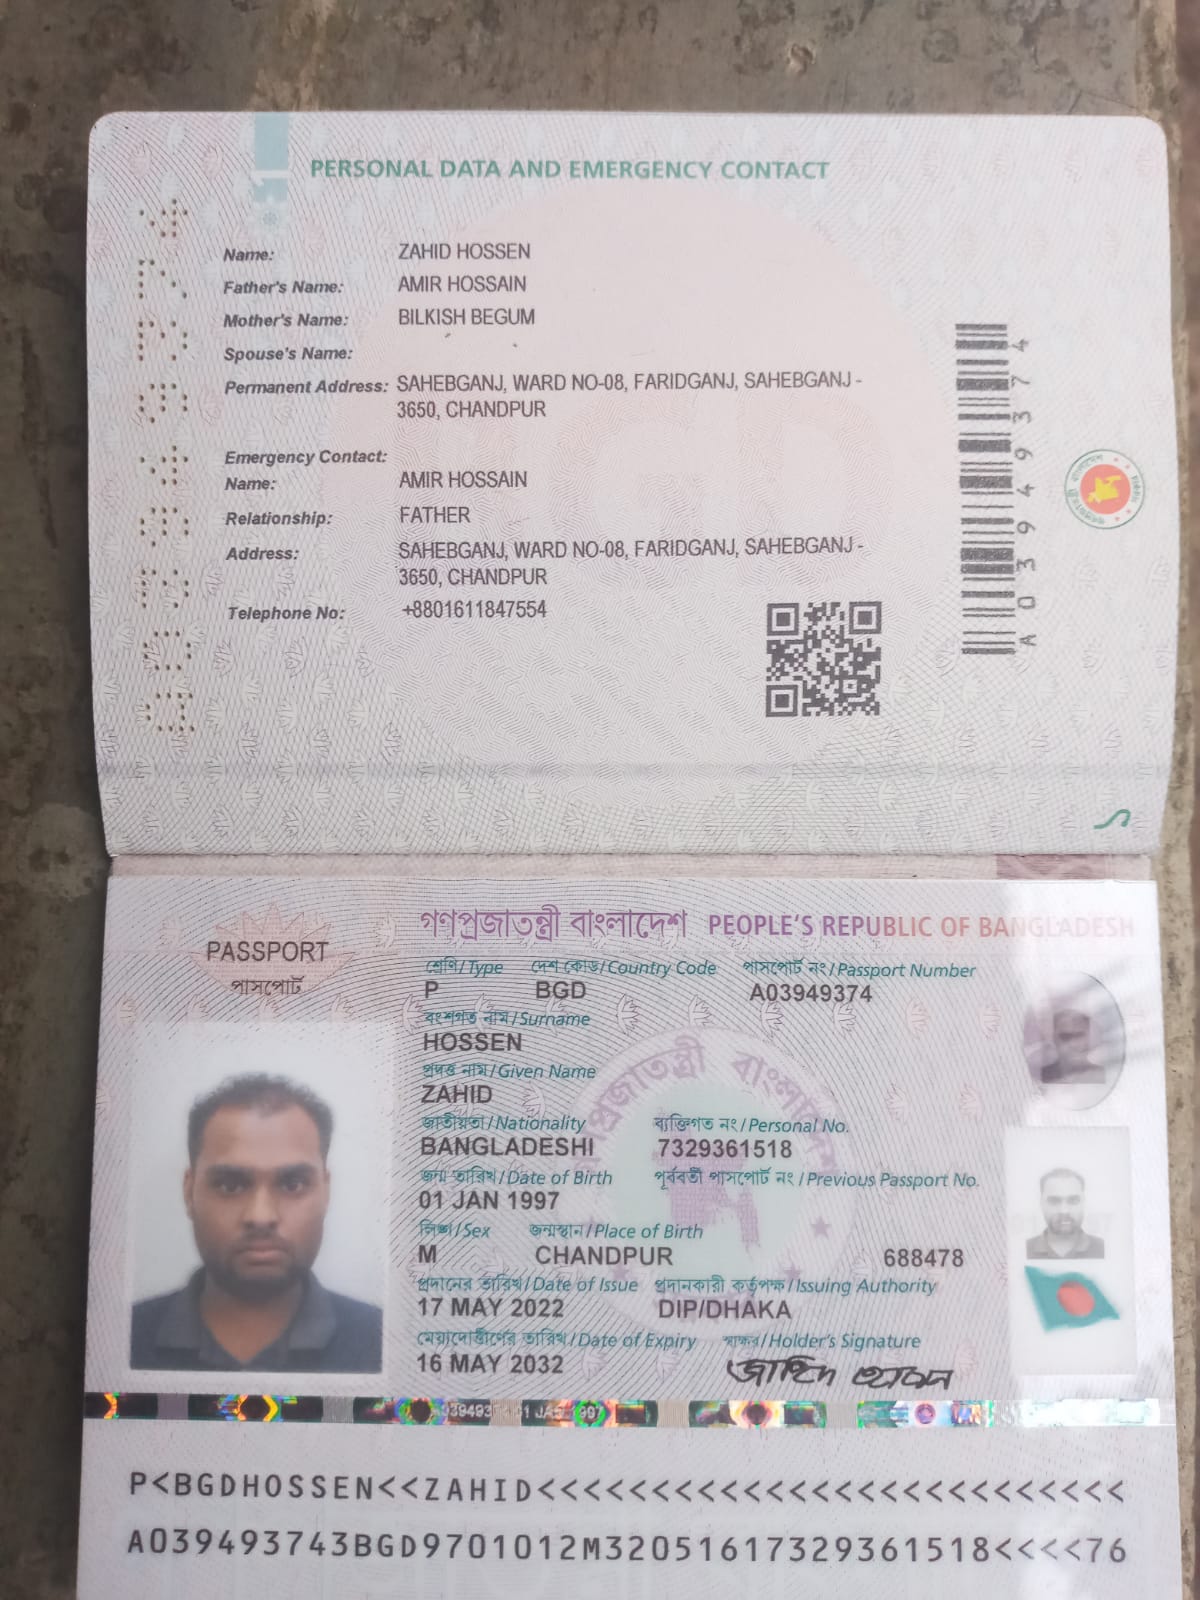 PERSONAL DATA AND EMERGENCY CONTACT
Name: ZAHID HOSSEN
Father's Name: AMIR HOSSAIN
Mother's Name: BILKISH BEGUM
Spouse's Name:
Permanent Address: SAHEBGANJ, WARD NO-08, FARIDGANJ, SAHEBGANJ -
3650, CHANDPUR
Emergency Contact:
Name: AMIR HOSSAIN
Relationship: FATHER
Address: SAHEBGANJ, WARD NO-08, FARIDGANJ, SAHEBGANJ -
3650, CHANDPUR
Telephone No: +8801611847554
A03949374
গণপ্রজাতন্ত্রী বাংলাদেশ PEOPLE'S REPUBLIC OF BANGLADESH
PASSPORT
পাসপোর্ট
শ্রেণি/Type দেশ কোড/Country Code পাসপোর্ট নং/Passport Number
P BGD A03949374
বংশগত নাম/Surname
HOSSEN
প্রদত্ত নাম/Given Name
ZAHID
জাতীয়তা/Nationality ব্যক্তিগত নং/Personal No.
BANGLADESHI 7329361518
জন্ম তারিখ/Date of Birth পূর্ববর্তী পাসপোর্ট নং/Previous Passport No.
01 JAN 1997
লিঙ্গ/Sex জন্মস্থান/Place of Birth
M CHANDPUR 688478
প্রদানের তারিখ/Date of Issue প্রদানকারী কর্তৃপক্ষ/Issuing Authority
17 MAY 2022 DIP/DHAKA
মেয়াদোত্তীর্ণের তারিখ/Date of Expiry স্বাক্ষর/Holder's Signature
16 MAY 2032 জাহিদ হোসেন
P<BGDHOSSEN<<ZAHID<<<<<<<<<<<<<<<<<<<<<<<<<<
A039493743BGD9701012M32051617329361518<<<<76